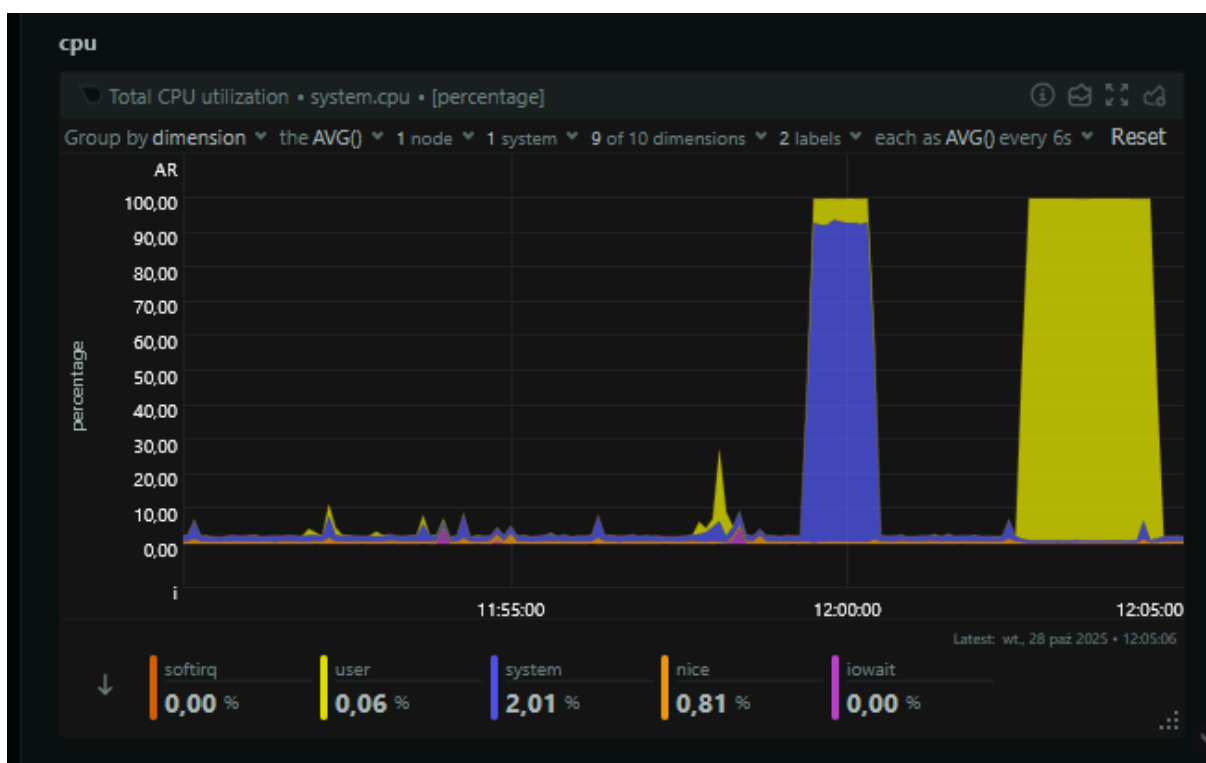 cpu
Total CPU utilization • system.cpu • [percentage]
Group by dimension the AVG() 1 node 1 system 9 of 10 dimensions 2 labels each as AVG() every 6s Reset
AR
100,00
90,00
80,00
70,00
60,00
50,00
40,00
30,00
20,00
10,00
0,00
i
percentage
11:55:00 12:00:00 12:05:00
Latest: wt., 28 paź 2025 • 12:05:06
softirq user system nice iowait
0,00 % 0,06 % 2,01 % 0,81 % 0,00 %